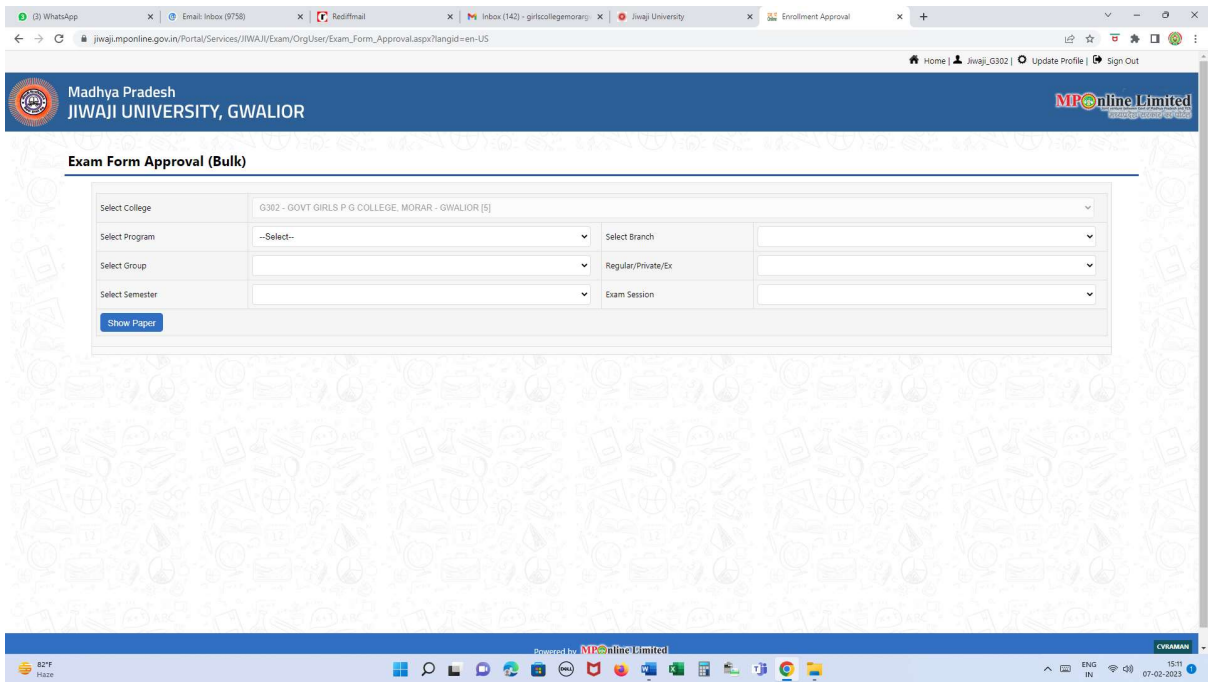 (3) WhatsApp
Email: Inbox (9758)
Rediffmail
Inbox (142) - girlscollegemorarg
Jiwaji University
Enrollment Approval
jiwaji.mponline.gov.in/Portal/Services/JIWAJI/Exam/OrgUser/Exam_Form_Approval.aspx?langid=en-US
Home | Jiwaji_G302 | Update Profile | Sign Out
Madhya Pradesh
JIWAJI UNIVERSITY, GWALIOR
MPOnline Limited
Exam Form Approval (Bulk)
Select College G302 - GOVT GIRLS P G COLLEGE, MORAR - GWALIOR [5]
Select Program --Select-- Select Branch
Select Group Regular/Private/Ex
Select Semester Exam Session
Show Paper
Powered by MPOnline Limited
CVRAMAN
82°F
Haze
ENG
IN
15:11
07-02-2023
1